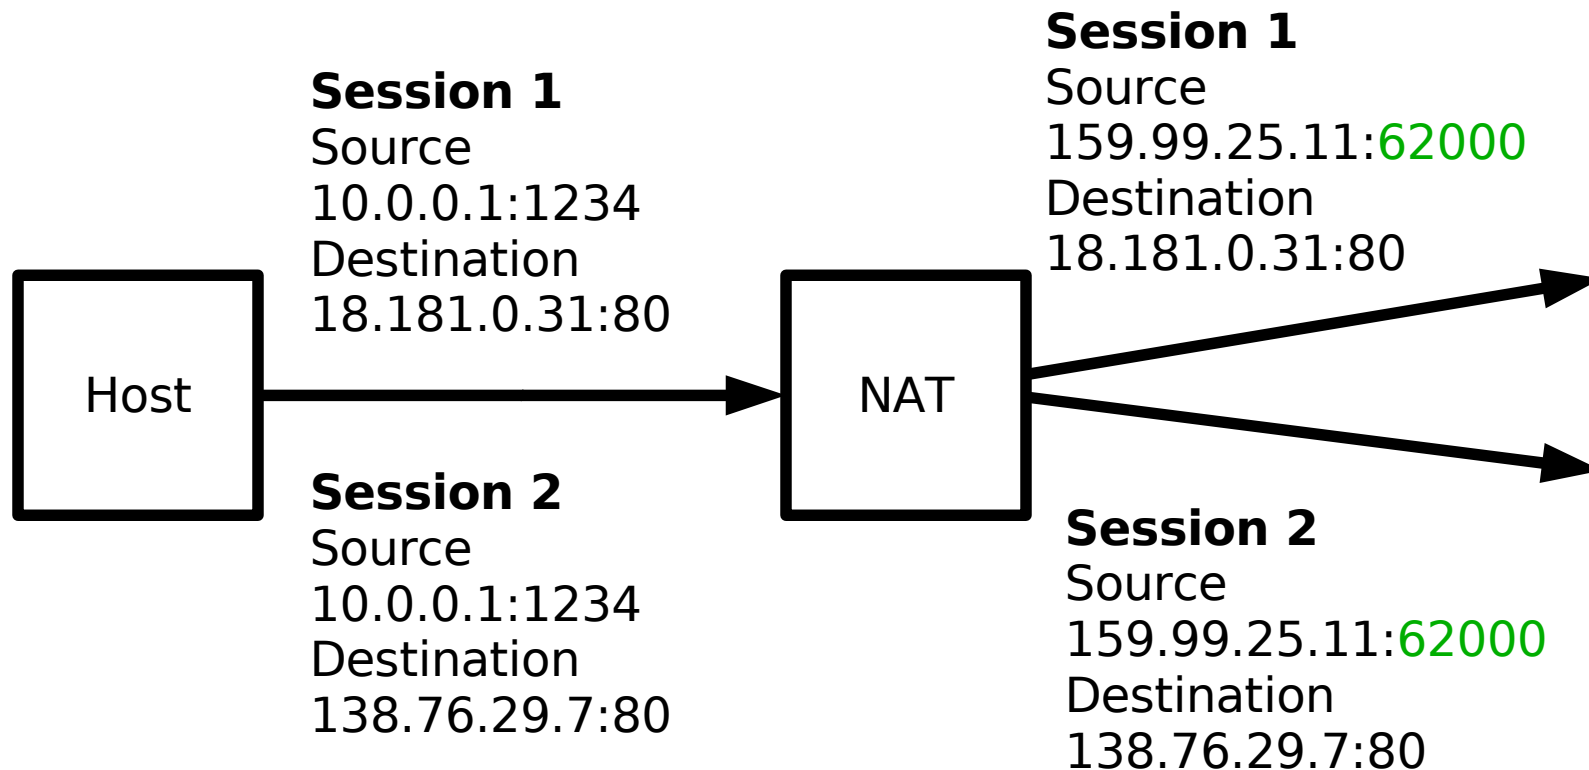 Session 1
Source
10.0.0.1:1234
Destination
18.181.0.31:80
Host
Session 2
Source
10.0.0.1:1234
Destination
138.76.29.7:80
NAT
Session 1
Source
159.99.25.11:62000
Destination
18.181.0.31:80
Session 2
Source
159.99.25.11:62000
Destination
138.76.29.7:80